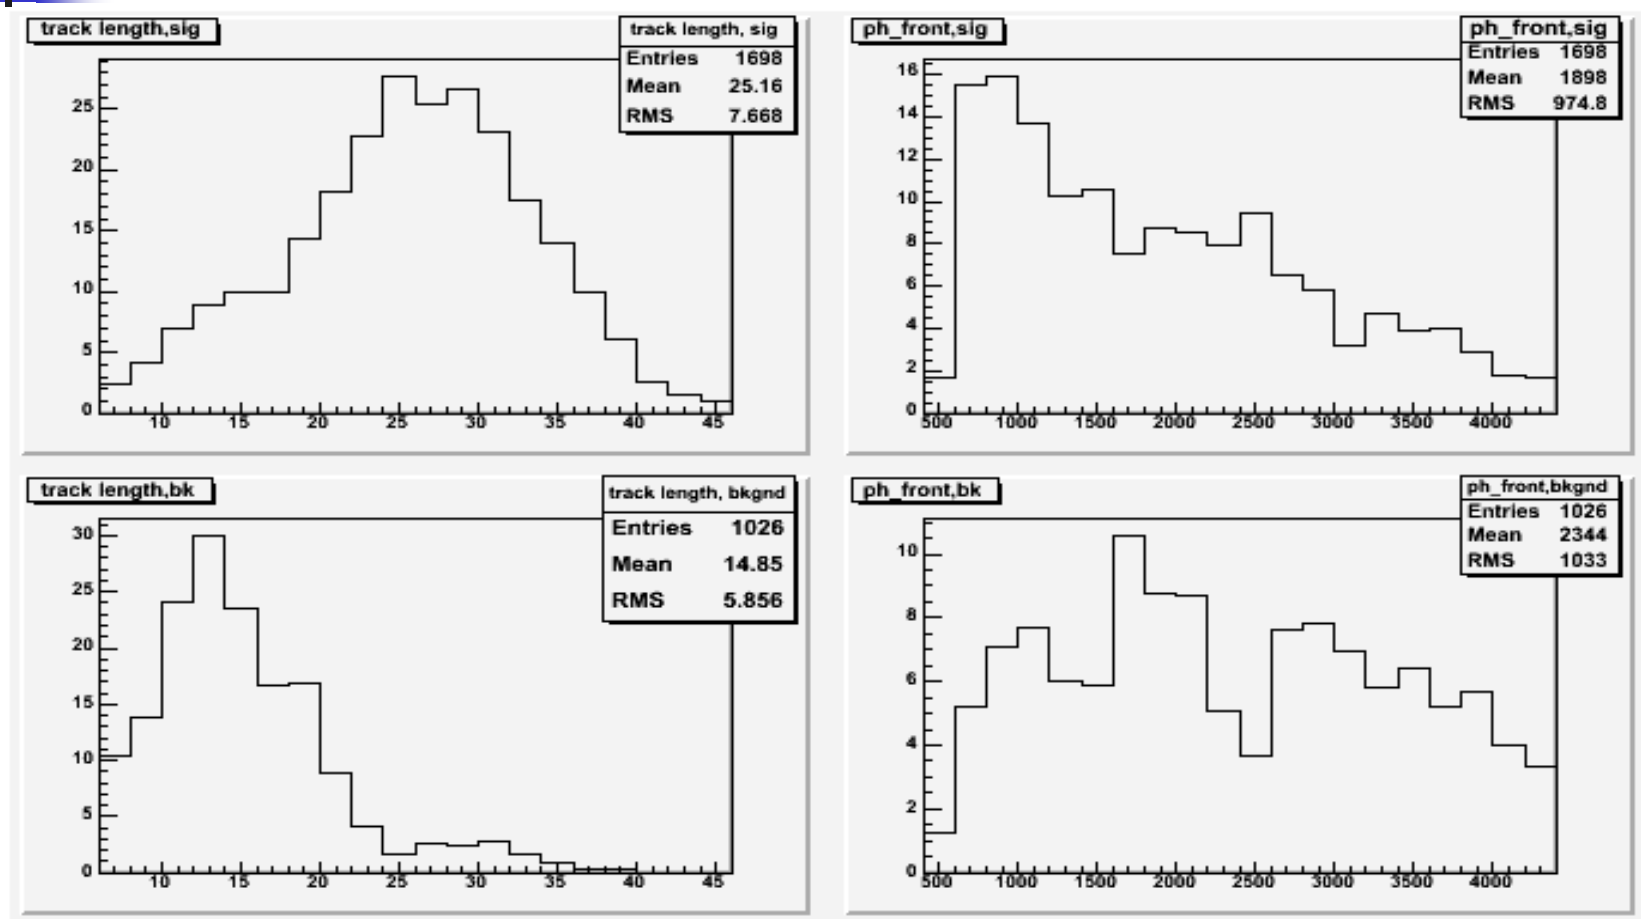 track length,sig
track length, sig
Entries 1698
Mean 25.16
RMS 7.668
25
20
15
10
5
0
10 15 20 25 30 35 40 45
ph_front,sig
ph_front,sig
Entries 1698
Mean 1898
RMS 974.8
16
14
12
10
8
6
4
2
0
500 1000 1500 2000 2500 3000 3500 4000
track length,bk
track length, bkgnd
Entries 1026
Mean 14.85
RMS 5.856
30
25
20
15
10
5
0
10 15 20 25 30 35 40 45
ph_front,bk
ph_front,bkgnd
Entries 1026
Mean 2344
RMS 1033
10
8
6
4
2
0
500 1000 1500 2000 2500 3000 3500 4000